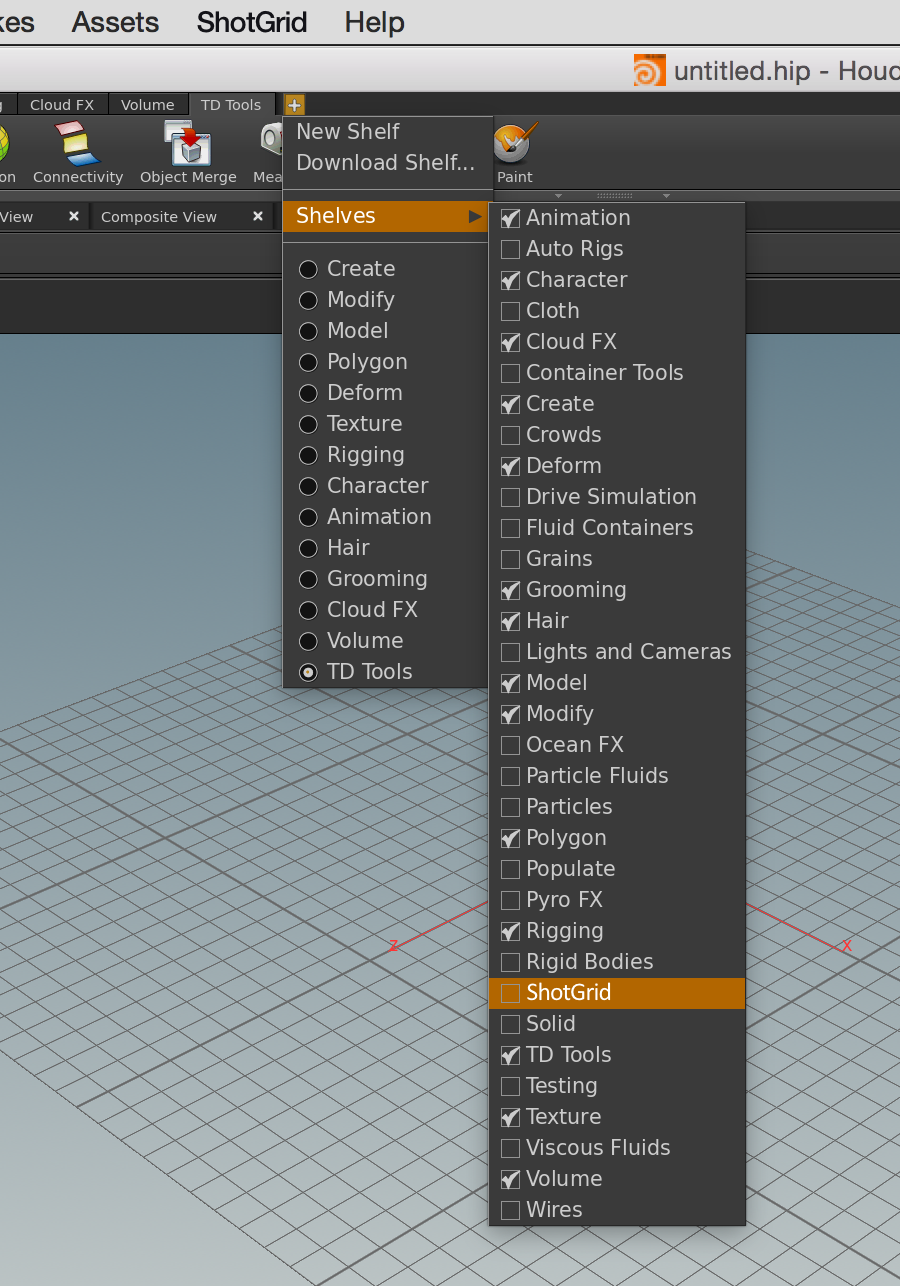 Assets ShotGrid Help
untitled.hip - Houd
Cloud FX Volume TD Tools
Connectivity Object Merge Mea Paint
View Composite View
New Shelf
Download Shelf...
Shelves
Create
Modify
Model
Polygon
Deform
Texture
Rigging
Character
Animation
Hair
Grooming
Cloud FX
Volume
TD Tools
Animation
Auto Rigs
Character
Cloth
Cloud FX
Container Tools
Create
Crowds
Deform
Drive Simulation
Fluid Containers
Grains
Grooming
Hair
Lights and Cameras
Model
Modify
Ocean FX
Particle Fluids
Particles
Polygon
Populate
Pyro FX
Rigging
Rigid Bodies
ShotGrid
Solid
TD Tools
Testing
Texture
Viscous Fluids
Volume
Wires
z
x